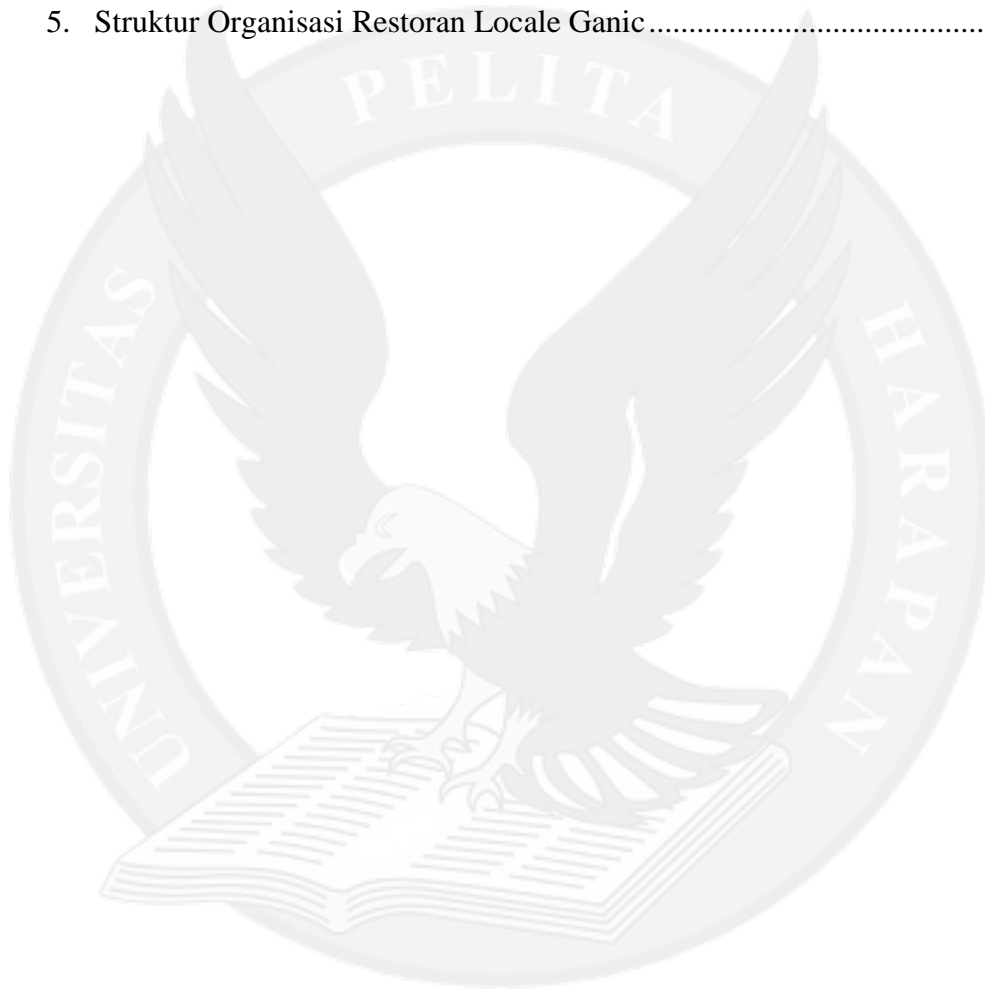 5. Struktur Organisasi Restoran Locale Ganic..........................................
PELITA
UNIVERSITAS
HARAPAN